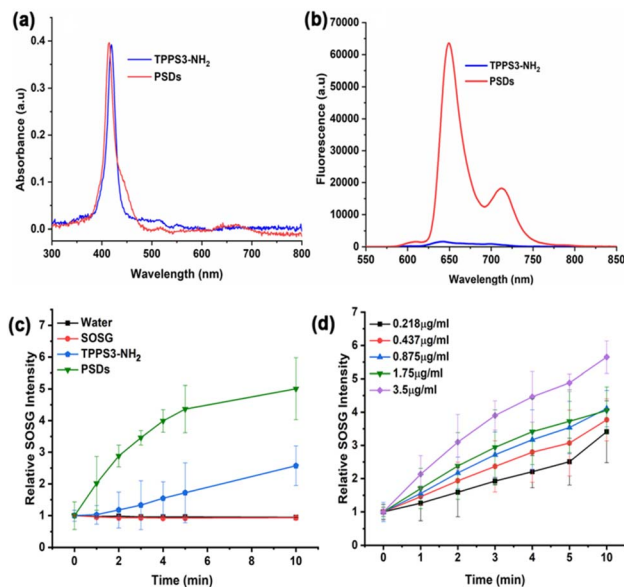 (a)
0.4
0.3
0.2
0.1
0.0
Absorbance (a.u)
TPPS3-NH₂
PSDs
300 400 500 600 700 800
Wavelength (nm)
(b)
70000
60000
50000
40000
30000
20000
10000
0
Fluorescence (a.u)
TPPS3-NH₂
PSDs
550 600 650 700 750 800 850
Wavelength (nm)
(c)
7
6
5
4
3
2
1
0
Relative SOSG Intensity
Water
SOSG
TPPS3-NH₂
PSDs
0 2 4 6 8 10
Time (min)
(d)
7
6
5
4
3
2
1
0
Relative SOSG Intensity
0.218µg/ml
0.437µg/ml
0.875µg/ml
1.75µg/ml
3.5µg/ml
0 1 2 3 4 5 10
Time (min)